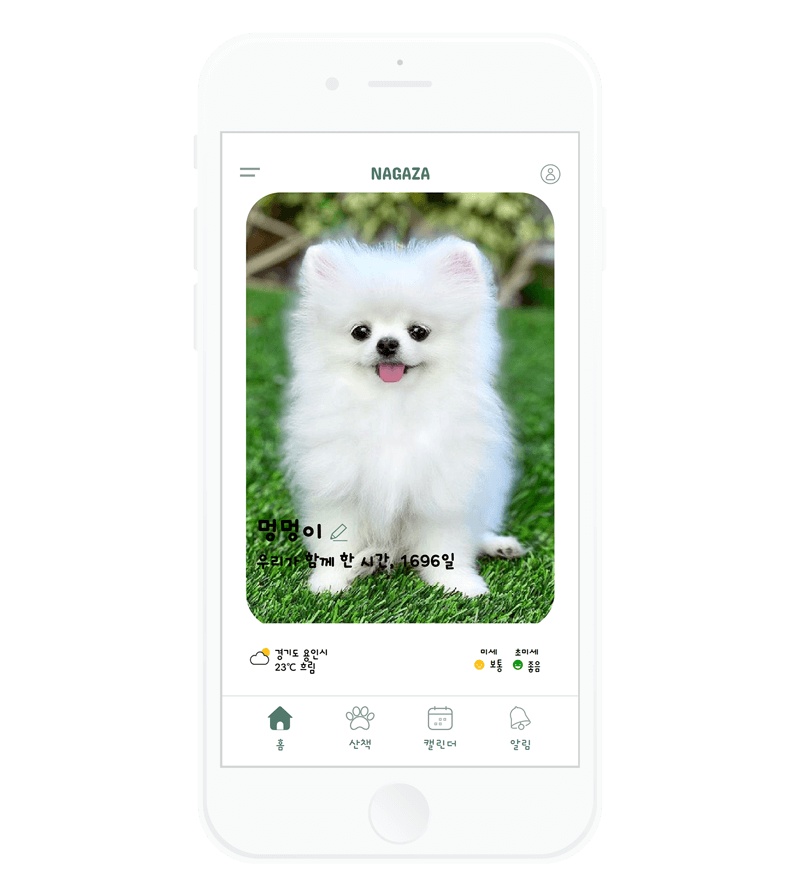 NAGAZA
멍멍이
우리가 함께 한 시간, 1696일
경기도 용인시
23℃ 흐림
미세 초미세
보통 좋음
홈 산책 캘린더 알림